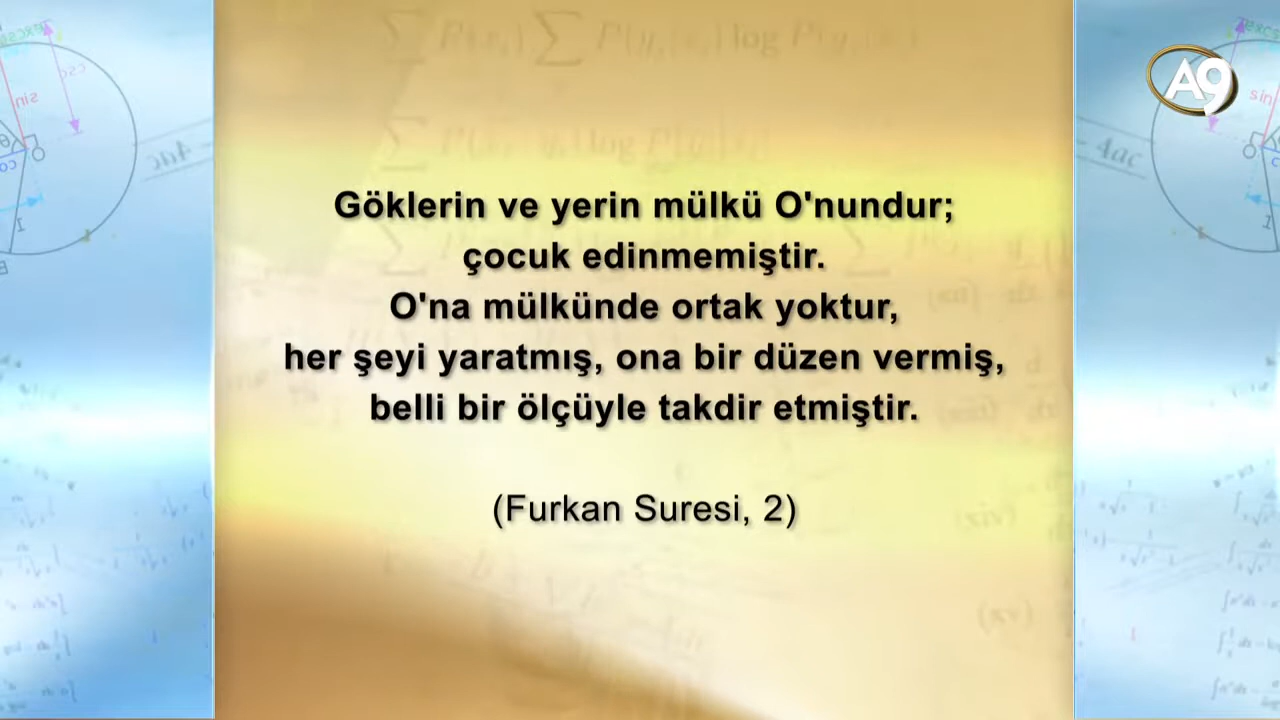 Göklerin ve yerin mülkü O'nundur;
çocuk edinmemiştir.
O'na mülkünde ortak yoktur,
her şeyi yaratmış, ona bir düzen vermiş,
belli bir ölçüyle takdir etmiştir.
(Furkan Suresi, 2)
A9